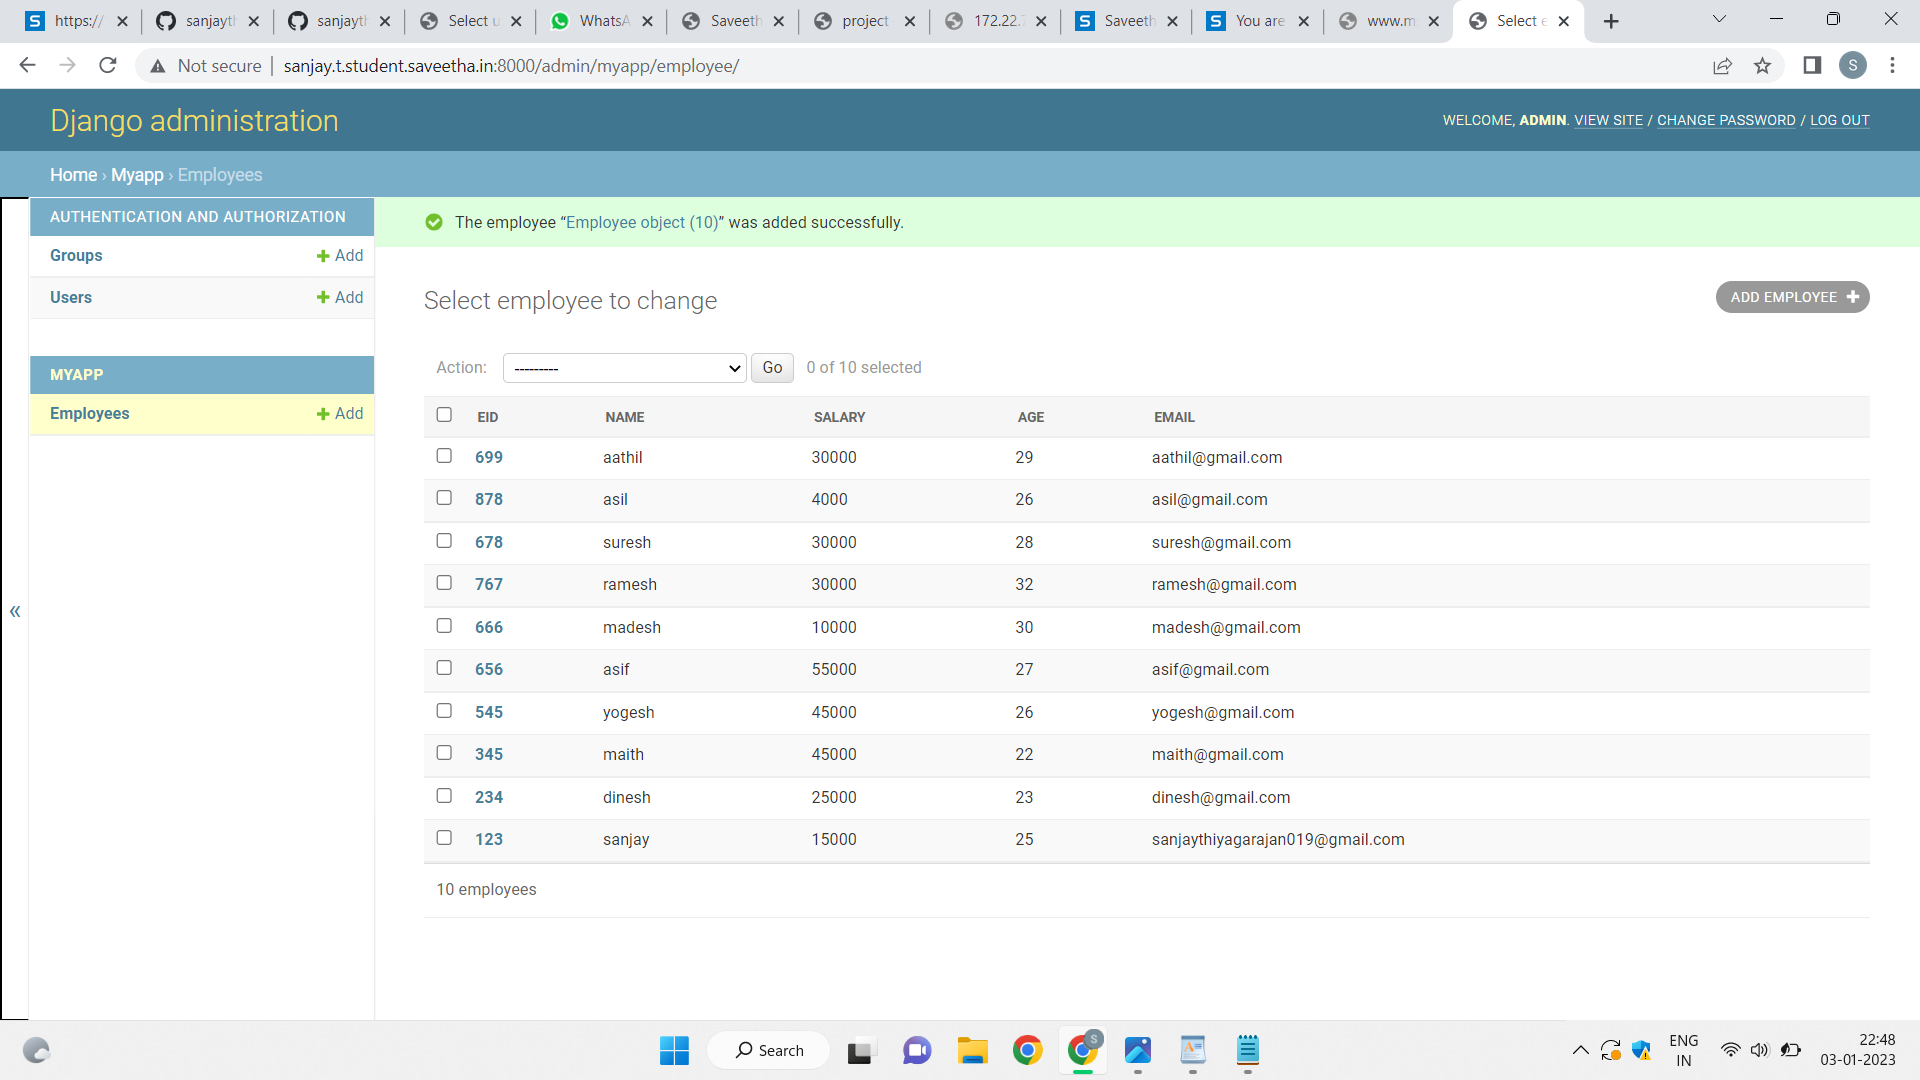 https:/
sanjayt
sanjayth
Select u
WhatsA
Saveeth
project
172.22.
Saveeth
You are
www.m
Select e
Not secure
sanjay.t.student.saveetha.in:8000/admin/myapp/employee/
S
Django administration
WELCOME, ADMIN. VIEW SITE / CHANGE PASSWORD / LOG OUT
Home › Myapp › Employees
AUTHENTICATION AND AUTHORIZATION
Groups + Add
Users + Add
MYAPP
Employees + Add
«
The employee “Employee object (10)” was added successfully.
Select employee to change
ADD EMPLOYEE +
Action: --------- Go 0 of 10 selected
EID NAME SALARY AGE EMAIL
699 aathil 30000 29 aathil@gmail.com
878 asil 4000 26 asil@gmail.com
678 suresh 30000 28 suresh@gmail.com
767 ramesh 30000 32 ramesh@gmail.com
666 madesh 10000 30 madesh@gmail.com
656 asif 55000 27 asif@gmail.com
545 yogesh 45000 26 yogesh@gmail.com
345 maith 45000 22 maith@gmail.com
234 dinesh 25000 23 dinesh@gmail.com
123 sanjay 15000 25 sanjaythiyagarajan019@gmail.com
10 employees
Search
ENG
IN
22:48
03-01-2023